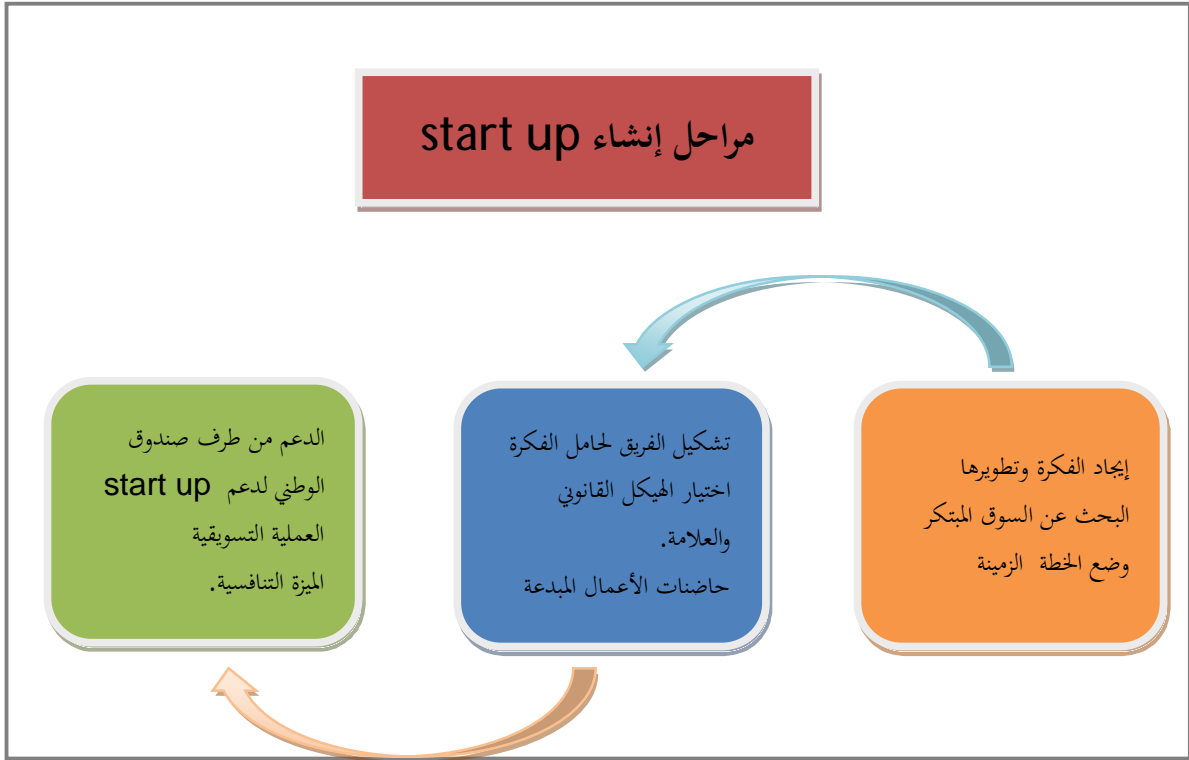 مراحل إنشاء start up
إيجاد الفكرة وتطويرها
البحث عن السوق المبتكر
وضع الخطة الزمينة
تشكيل الفريق لحامل الفكرة
اختيار الهيكل القانوني
والعلامة.
حاضنات الأعمال المبدعة
الدعم من طرف صندوق
الوطني لدعم start up
العملية التسويقية
الميزة التنافسية.